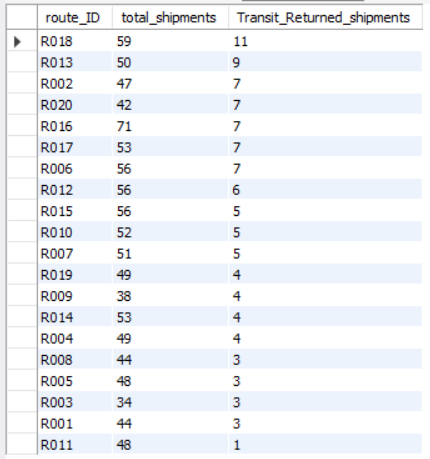 route_ID total_shipments Transit_Returned_shipments
R018 59 11
R013 50 9
R002 47 7
R020 42 7
R016 71 7
R017 53 7
R006 56 7
R012 56 6
R015 56 5
R010 52 5
R007 51 5
R019 49 4
R009 38 4
R014 53 4
R004 49 4
R008 44 3
R005 48 3
R003 34 3
R001 44 3
R011 48 1